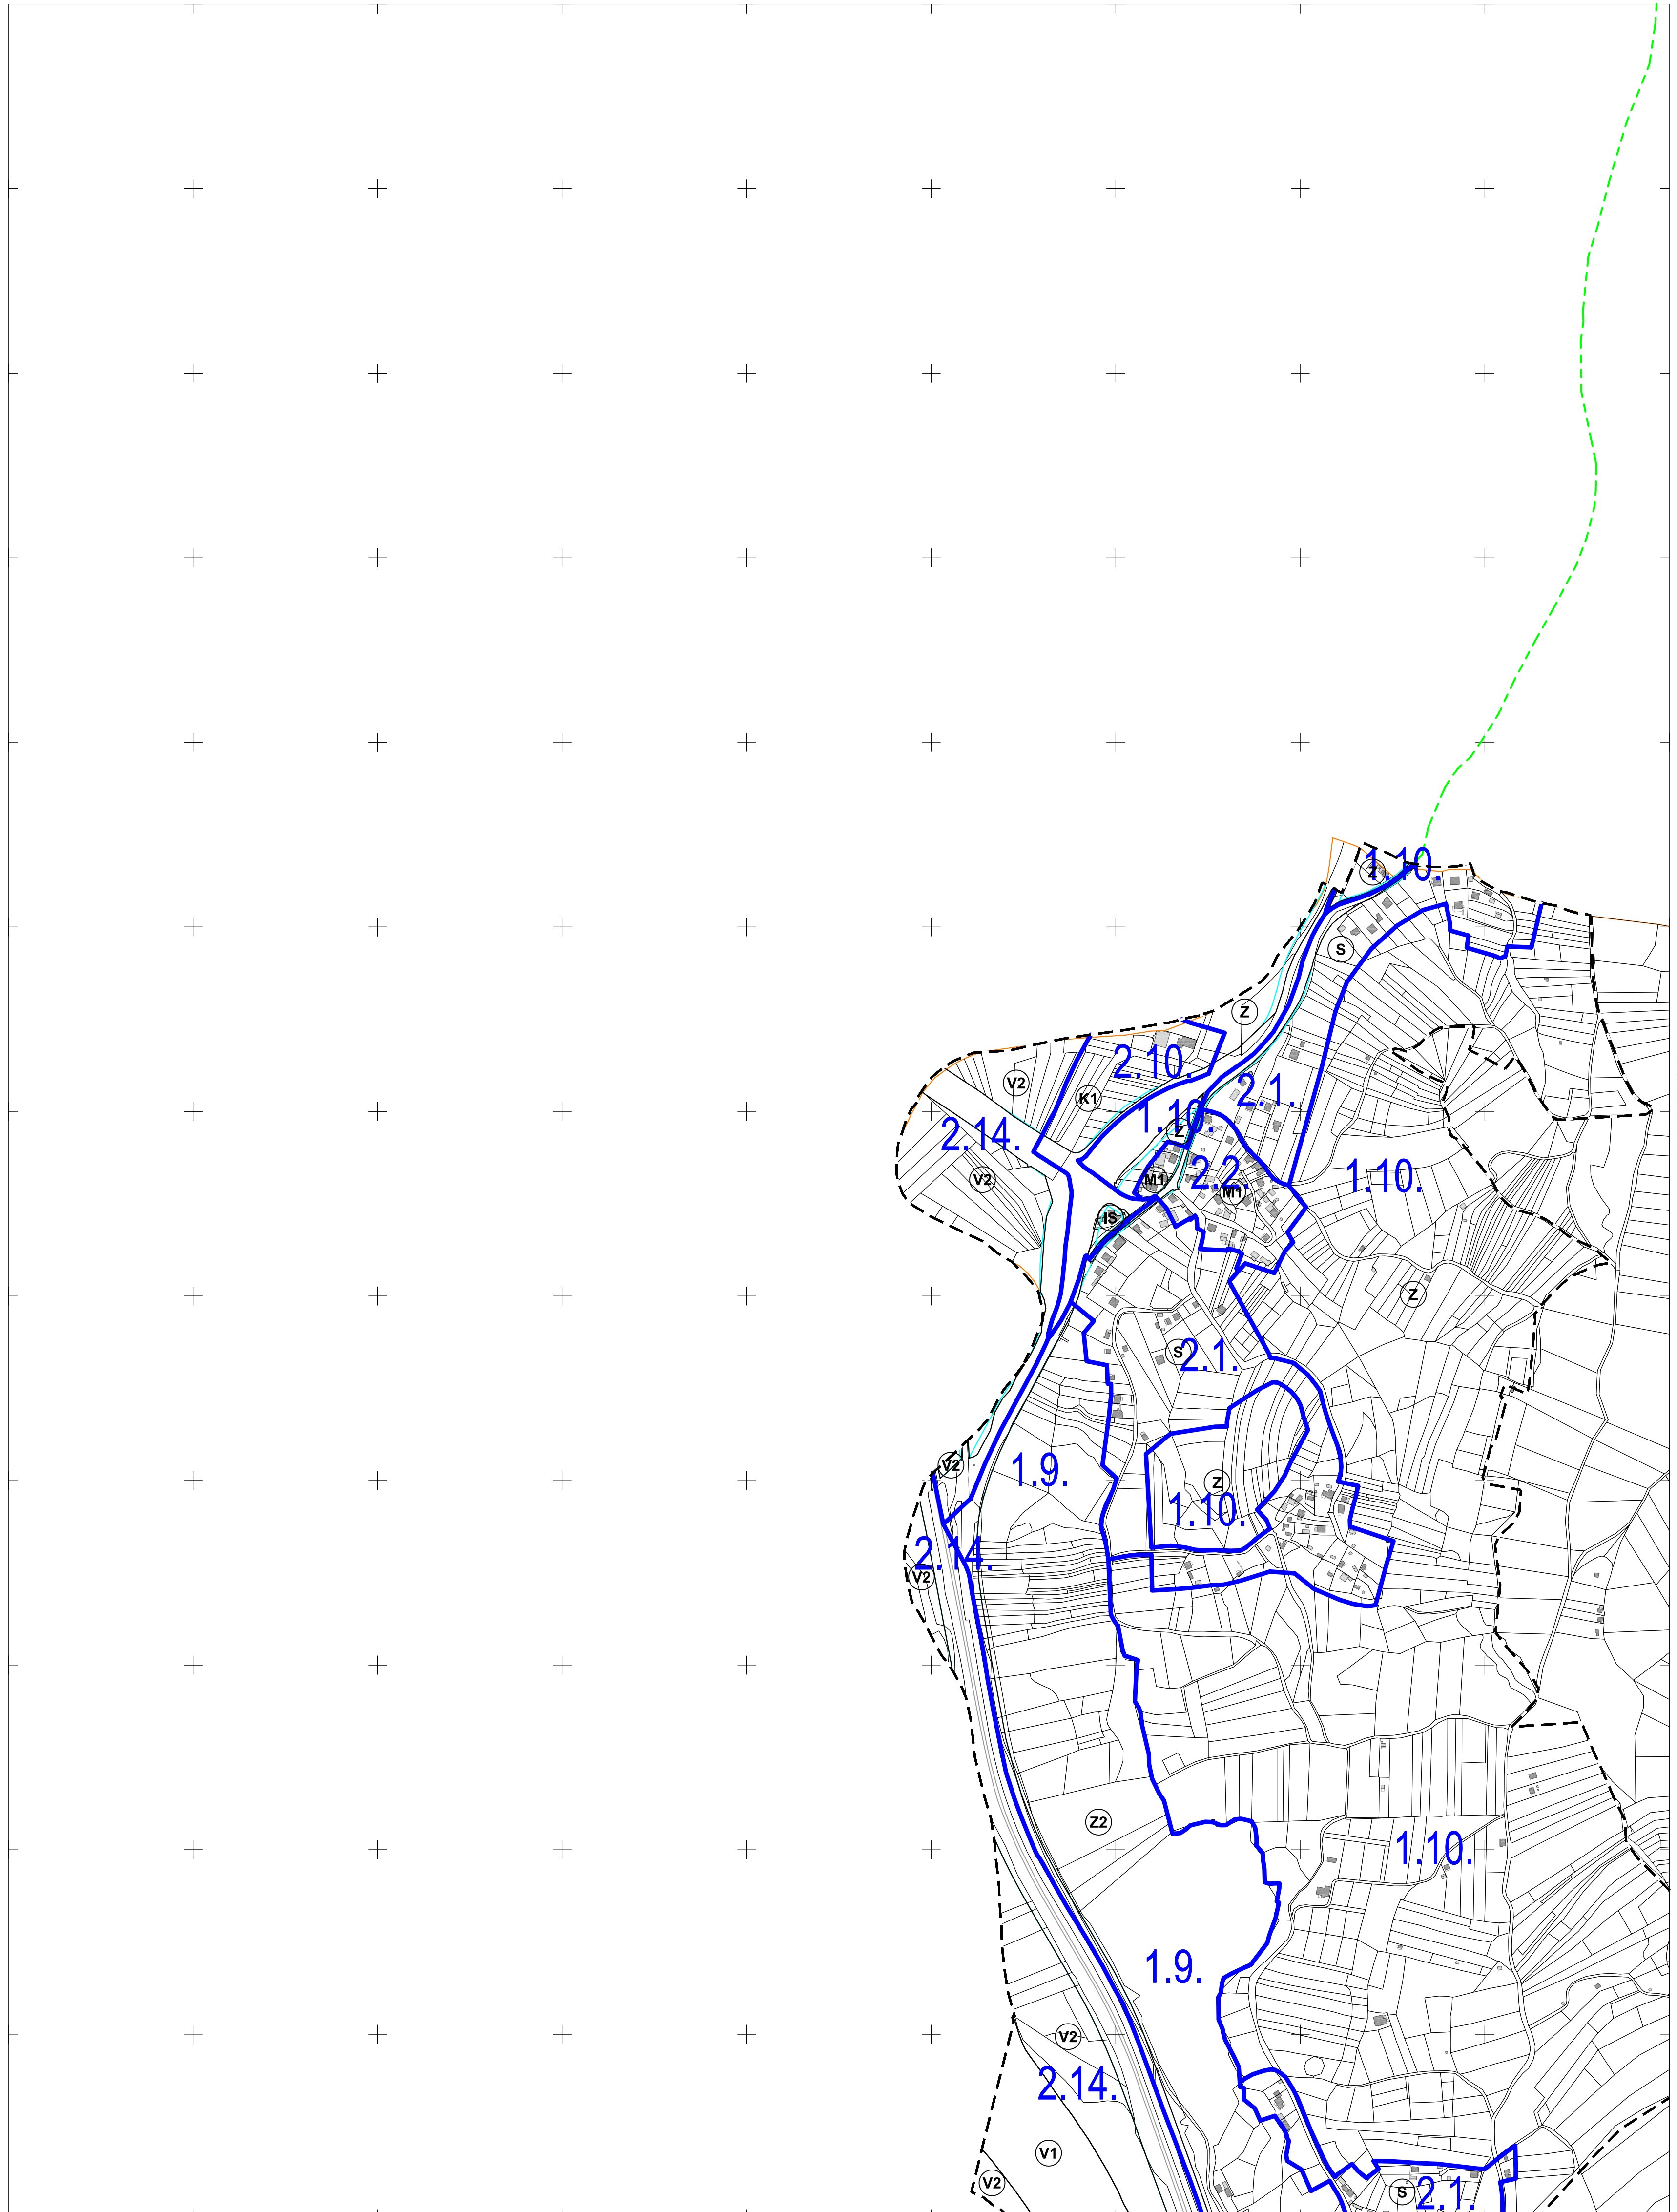 1.10.
Z
S
Z
2.10.
V2
K1
2.1.
1.10.
Z
2.14.
V2
M1
2.2.
M1
1.10.
IS
Z
S
2.1.
V2
1.9.
Z
1.10.
2.14.
V2
Z2
1.10.
1.9.
V2
2.14.
V1
V2
S
2.1.